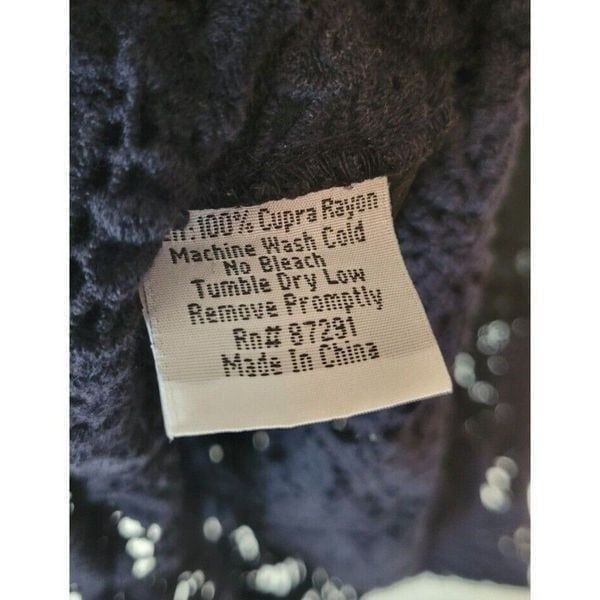 100% Cupra Rayon
Machine Wash Cold
No Bleach
Tumble Dry Low
Remove Promptly
Rn# 87291
Made In China